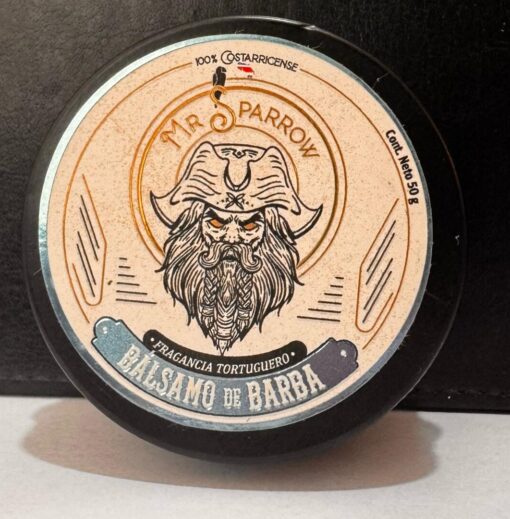 100% COSTARRICENSE
MR SPARROW
Cont. Neto 50 g
• FRAGANCIA TORTUGUERO •
BÁLSAMO DE BARBA